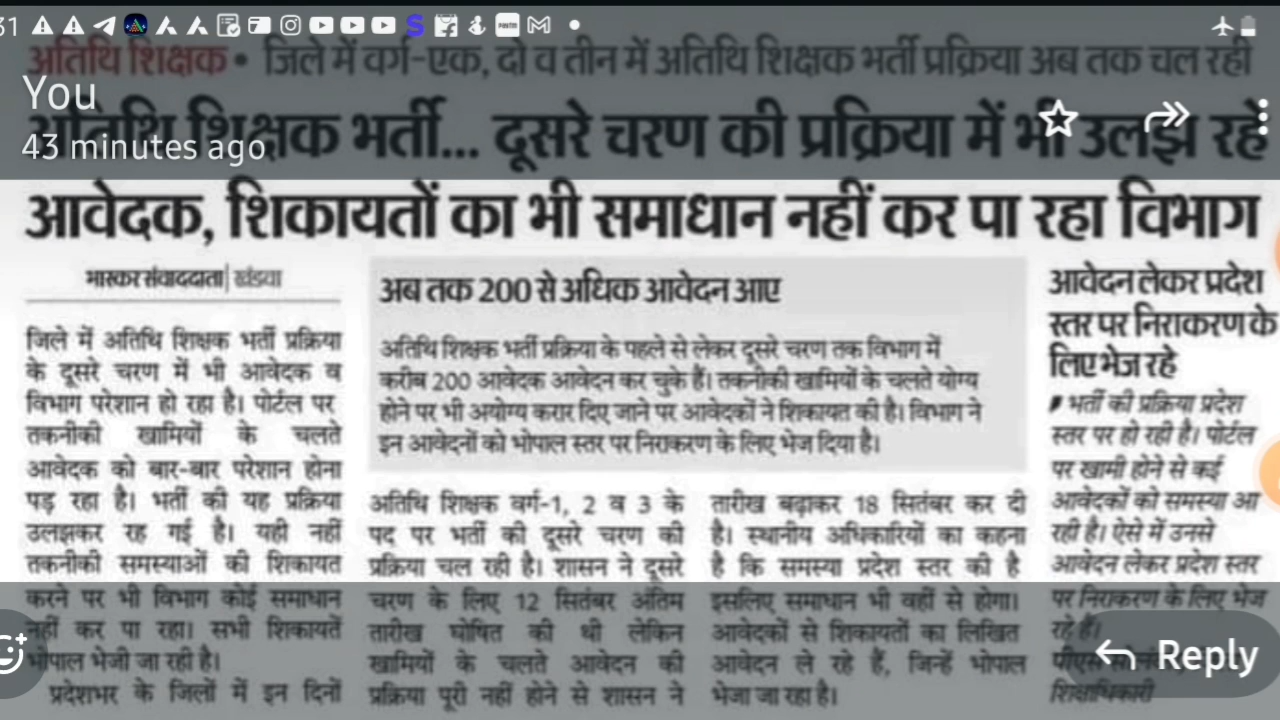 31
अतिथि शिक्षक • जिले में वर्ग-एक, दो व तीन में अतिथि शिक्षक भर्ती प्रक्रिया अब तक चल रही
You
43 minutes ago
अतिथि शिक्षक भर्ती... दूसरे चरण की प्रक्रिया में भी उलझ रहे
आवेदक, शिकायतों का भी समाधान नहीं कर पा रहा विभाग
भास्कर संवाददाता | खंडवा
जिले में अतिथि शिक्षक भर्ती प्रक्रिया
के दूसरे चरण में भी आवेदक व
विभाग परेशान हो रहा है। पोर्टल पर
तकनीकी खामियों के चलते
आवेदक को बार-बार परेशान होना
पड़ रहा है। भर्ती की यह प्रक्रिया
उलझकर रह गई है। यही नहीं
तकनीकी समस्याओं की शिकायत
करने पर भी विभाग कोई समाधान
नहीं कर पा रहा। सभी शिकायतें
भोपाल भेजी जा रही है।
प्रदेशभर के जिलों में इन दिनों
अब तक 200 से अधिक आवेदन आए
अतिथि शिक्षक भर्ती प्रक्रिया के पहले से लेकर दूसरे चरण तक विभाग में
करीब 200 आवेदक आवेदन कर चुके हैं। तकनीकी खामियों के चलते योग्य
होने पर भी अयोग्य करार दिए जाने पर आवेदकों ने शिकायत की है। विभाग ने
इन आवेदनों को भोपाल स्तर पर निराकरण के लिए भेज दिया है।
अतिथि शिक्षक वर्ग-1, 2 व 3 के
पद पर भर्ती की दूसरे चरण की
प्रक्रिया चल रही है। शासन ने दूसरे
चरण के लिए 12 सितंबर अंतिम
तारीख घोषित की थी लेकिन
खामियों के चलते आवेदन की
प्रक्रिया पूरी नहीं होने से शासन ने
तारीख बढ़ाकर 18 सितंबर कर दी
है। स्थानीय अधिकारियों का कहना
है कि समस्या प्रदेश स्तर की है
इसलिए समाधान भी वहीं से होगा।
आवेदकों से शिकायतों का लिखित
आवेदन ले रहे हैं, जिन्हें भोपाल
भेजा जा रहा है।
आवेदन लेकर प्रदेश
स्तर पर निराकरण के
लिए भेज रहे
भर्ती की प्रक्रिया प्रदेश
स्तर पर हो रही है। पोर्टल
पर खामी होने से कई
आवेदकों को समस्या आ
रही है। ऐसे में उनसे
आवेदन लेकर प्रदेश स्तर
पर निराकरण के लिए भेज
रहे हैं।
शिक्षाधिकारी
Reply